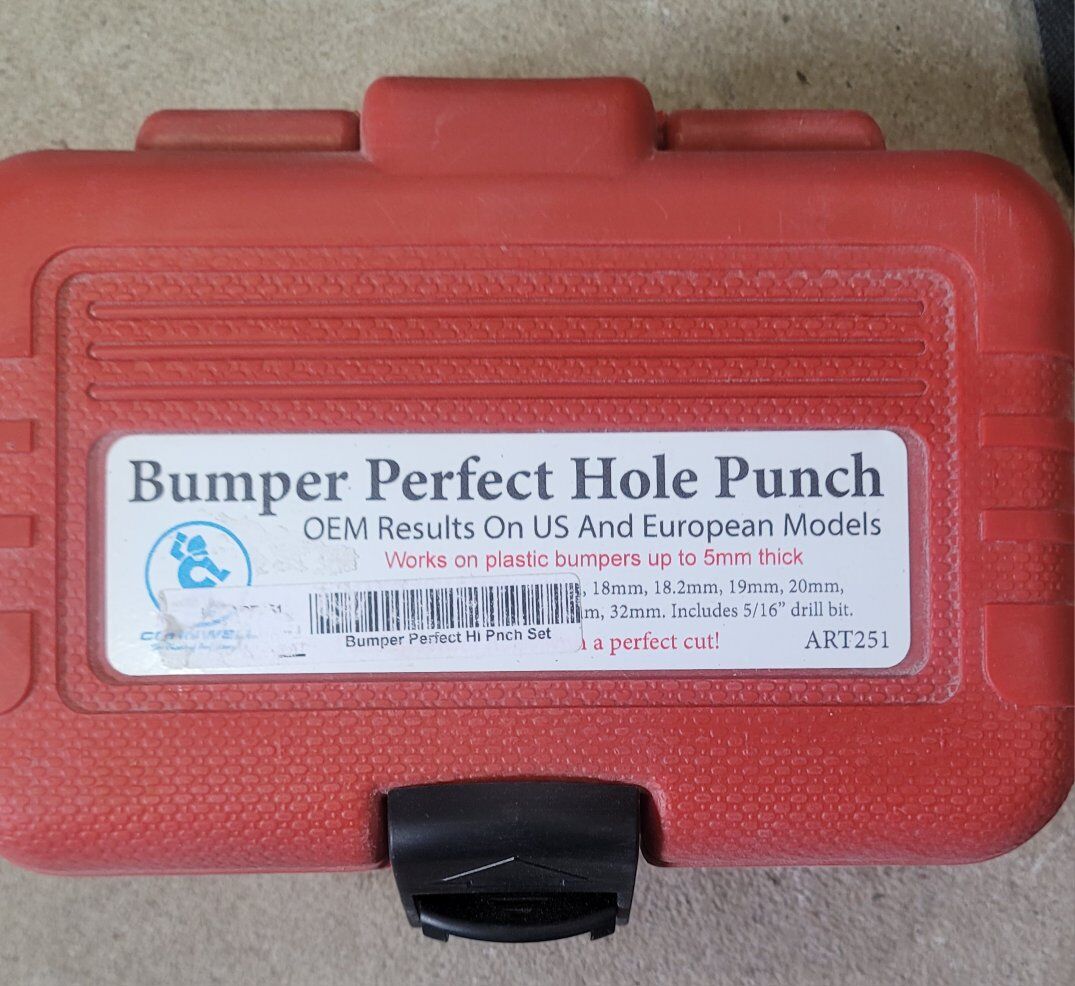 Bumper Perfect Hole Punch
OEM Results On US And European Models
Works on plastic bumpers up to 5mm thick
, 18mm, 18.2mm, 19mm, 20mm,
m, 32mm. Includes 5/16” drill bit.
Bumper Perfect Hl Pnch Set
a perfect cut!
ART251
CORNWELL